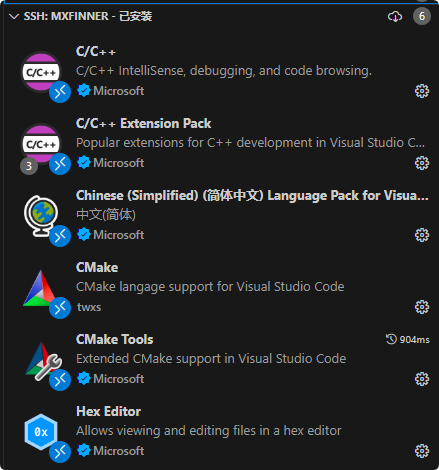 SSH: MXFINNER - 已安装
6
C/C++
C/C++
C/C++ IntelliSense, debugging, and code browsing.
Microsoft
C/C++
3
C/C++ Extension Pack
Popular extensions for C++ development in Visual Studio C...
Microsoft
Chinese (Simplified) (简体中文) Language Pack for Visua...
中文(简体)
Microsoft
CMake
CMake langage support for Visual Studio Code
twxs
CMake Tools
904ms
Extended CMake support in Visual Studio Code
Microsoft
0x
Hex Editor
Allows viewing and editing files in a hex editor
Microsoft